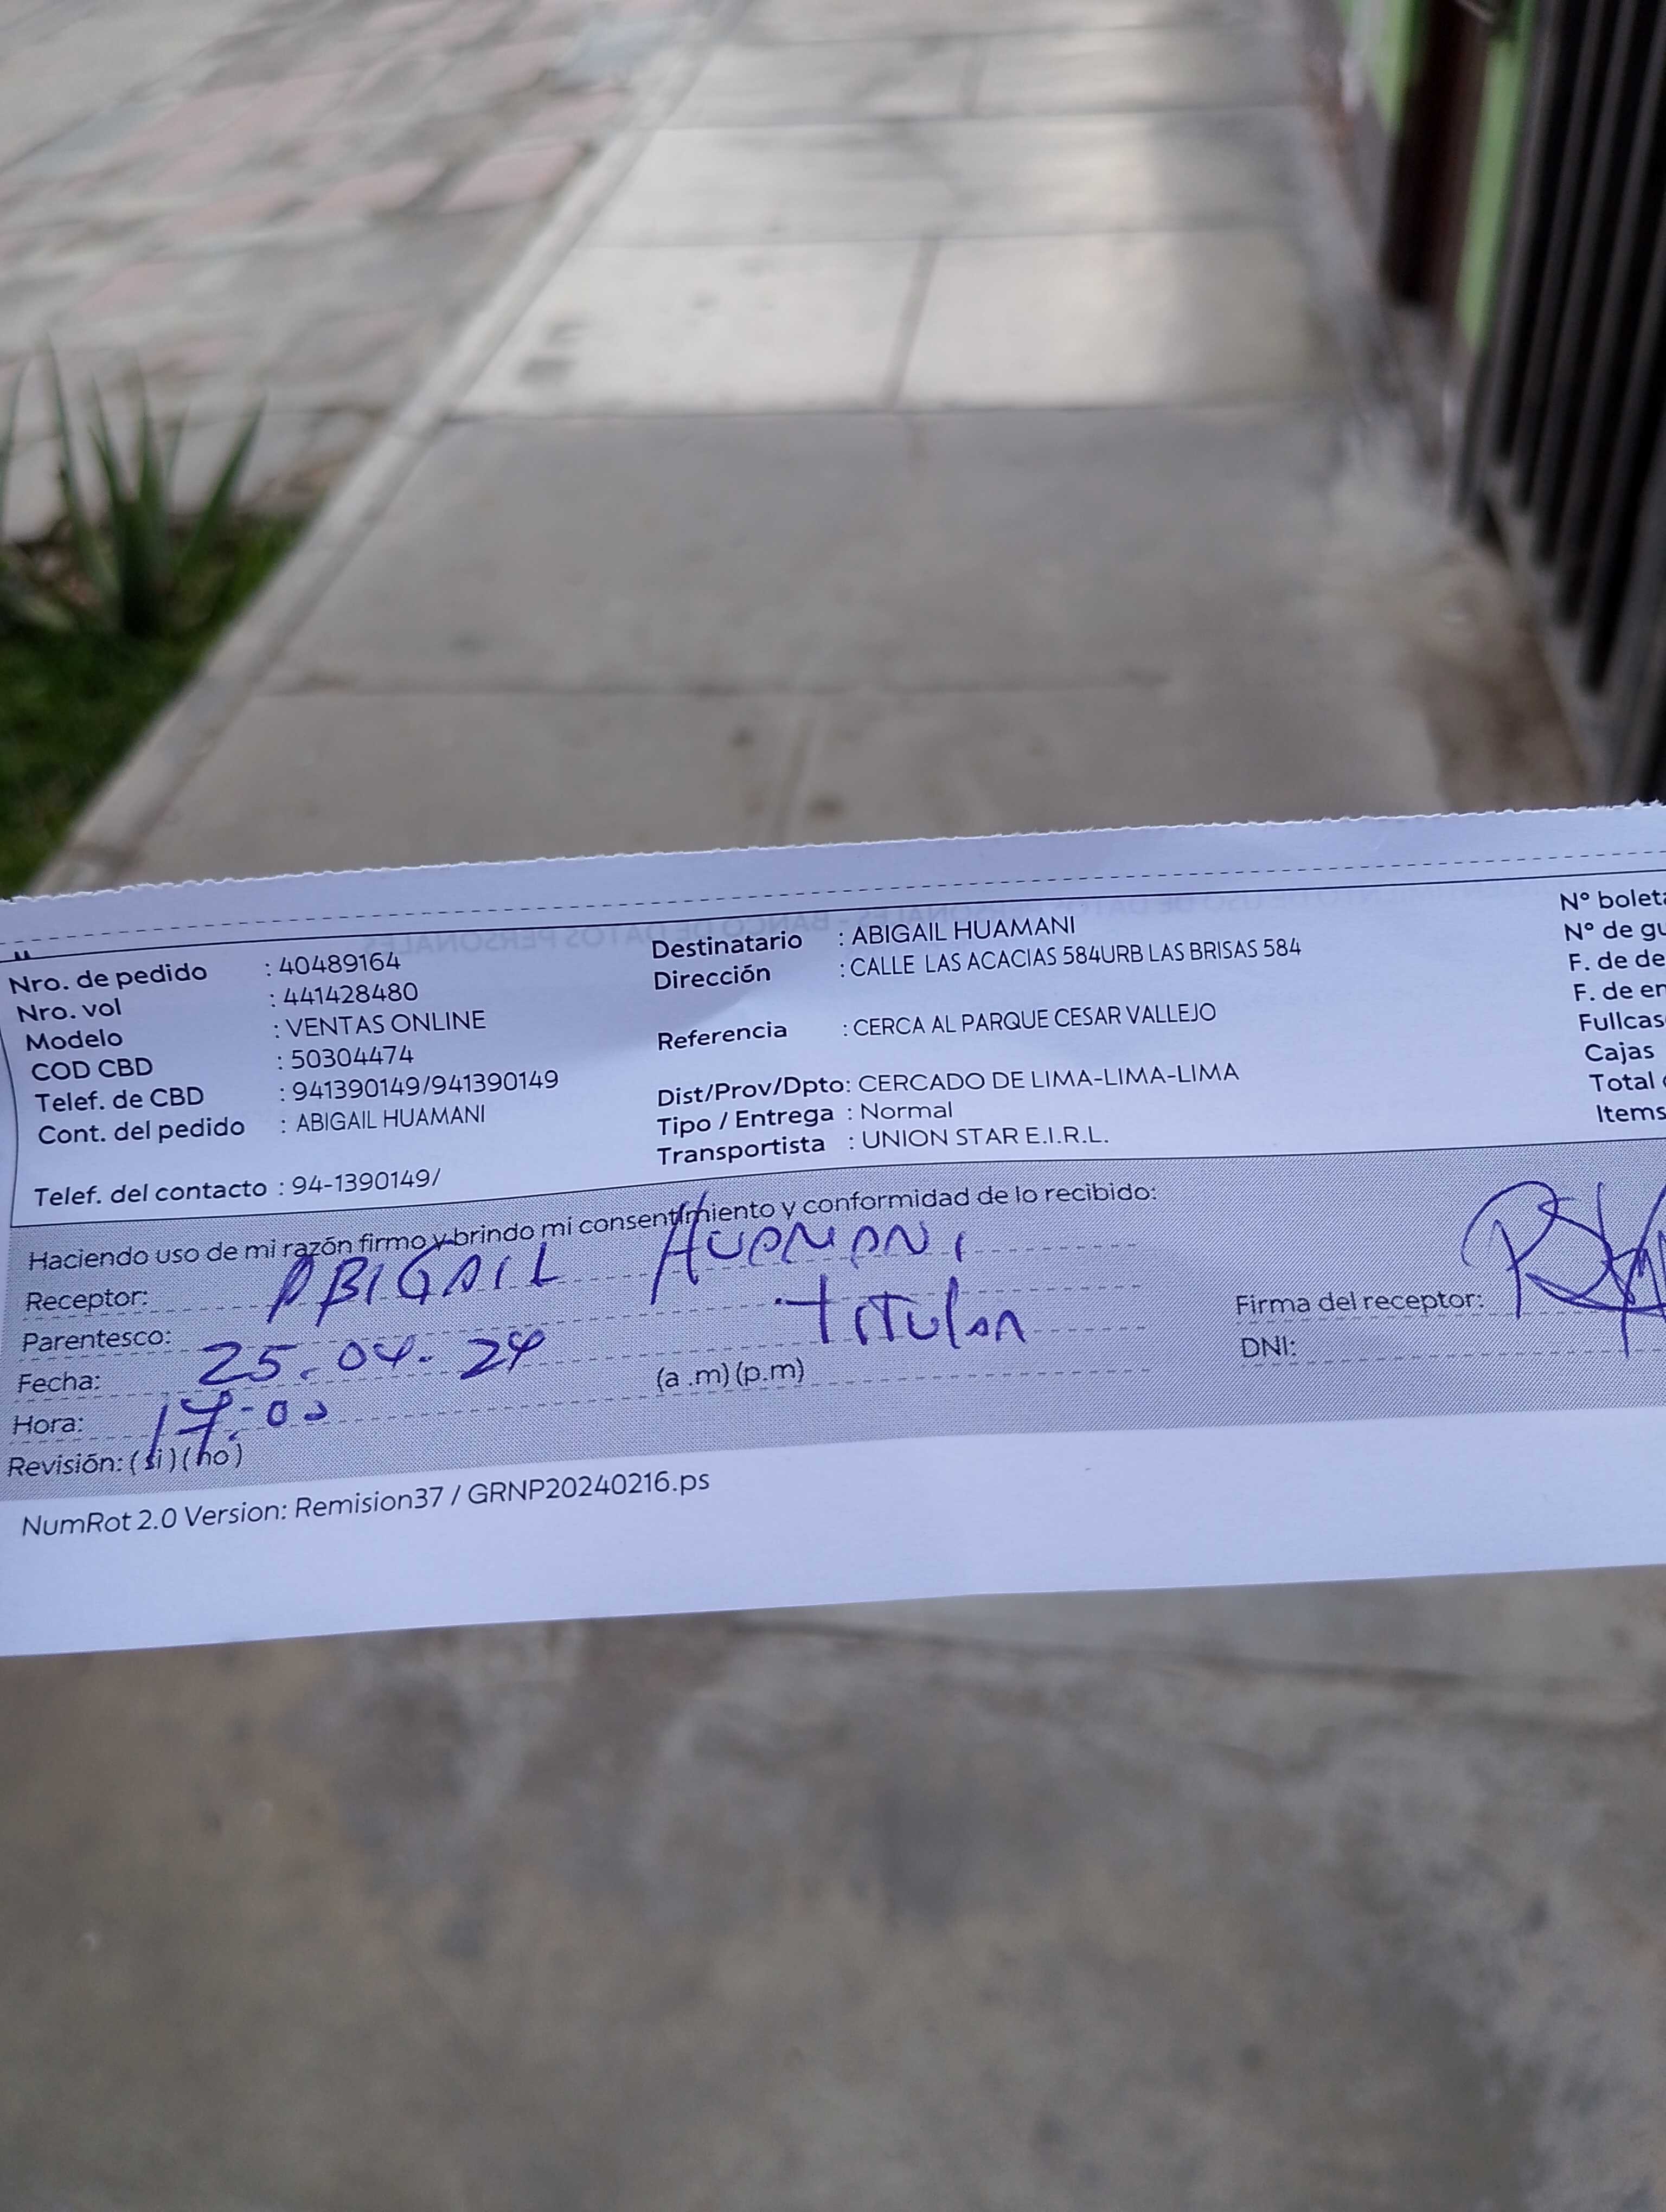 Nro. de pedido : 40489164
Nro. vol : 441428480
Modelo : VENTAS ONLINE
COD CBD : 50304474
Telef. de CBD : 941390149/941390149
Cont. del pedido : ABIGAIL HUAMANI
Telef. del contacto : 94-1390149/
Destinatario : ABIGAIL HUAMANI
Dirección : CALLE LAS ACACIAS 584URB LAS BRISAS 584
Referencia : CERCA AL PARQUE CESAR VALLEJO
Dist/Prov/Dpto: CERCADO DE LIMA-LIMA-LIMA
Tipo / Entrega : Normal
Transportista : UNION STAR E.I.R.L.
N° boleta
N° de gu
F. de de
F. de en
Fullcas
Cajas
Total
Items
Haciendo uso de mi razón firmo y brindo mi consentimiento y conformidad de lo recibido:
Receptor: ABIGAIL HUAMANI
Parentesco: Titular
Fecha: 25.04.24
Hora: 17:00 (a .m) (p.m)
Revisión: (si) (no)
Firma del receptor:
DNI:
NumRot 2.0 Version: Remision37 / GRNP20240216.ps